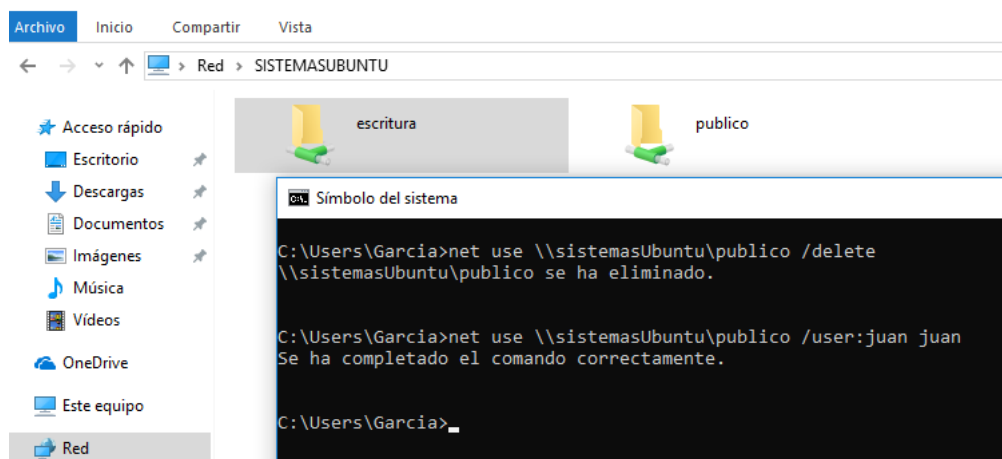 Archivo Inicio Compartir Vista
Red > SISTEMASUBUNTU
Acceso rápido
Escritorio
Descargas
Documentos
Imágenes
Música
Vídeos
OneDrive
Este equipo
Red
escritura publico
Símbolo del sistema
C:\Users\Garcia>net use \\sistemasUbuntu\publico /delete
\\sistemasUbuntu\publico se ha eliminado.
C:\Users\Garcia>net use \\sistemasUbuntu\publico /user:juan juan
Se ha completado el comando correctamente.
C:\Users\Garcia>